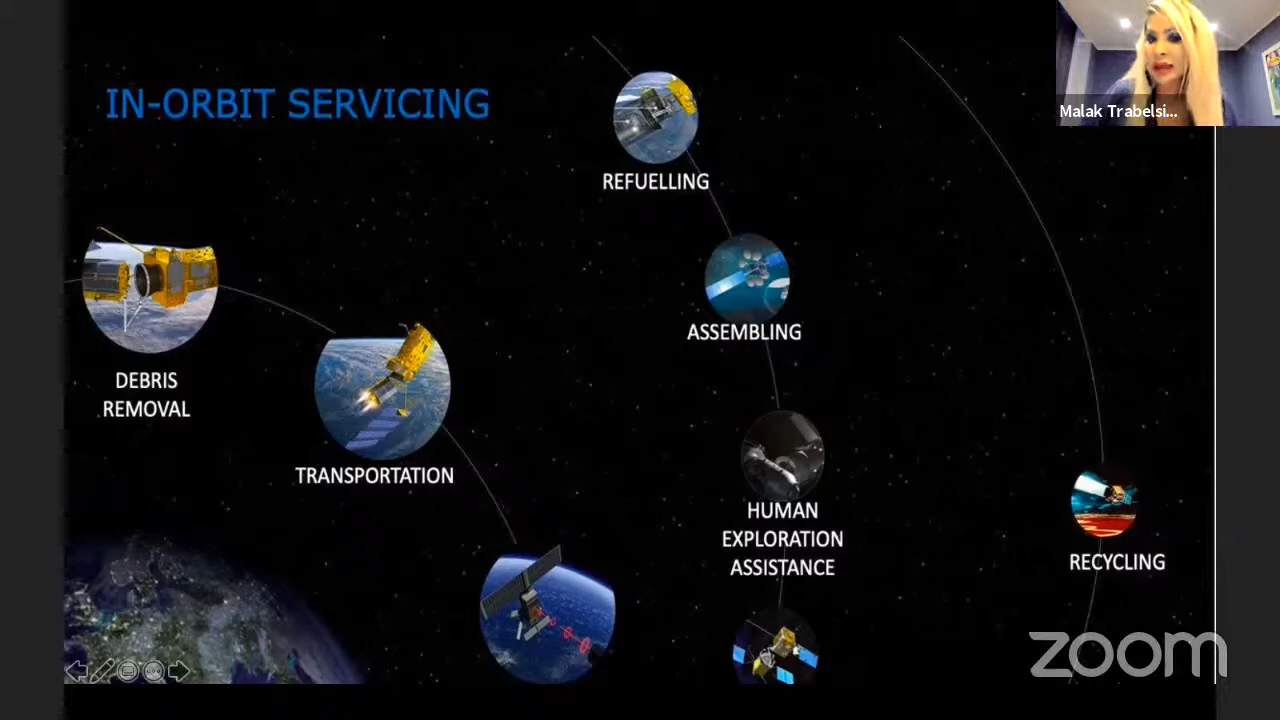 IN-ORBIT SERVICING
Malak Trabelsi...
REFUELLING
ASSEMBLING
DEBRIS
REMOVAL
TRANSPORTATION
HUMAN
EXPLORATION
ASSISTANCE
RECYCLING
zoom